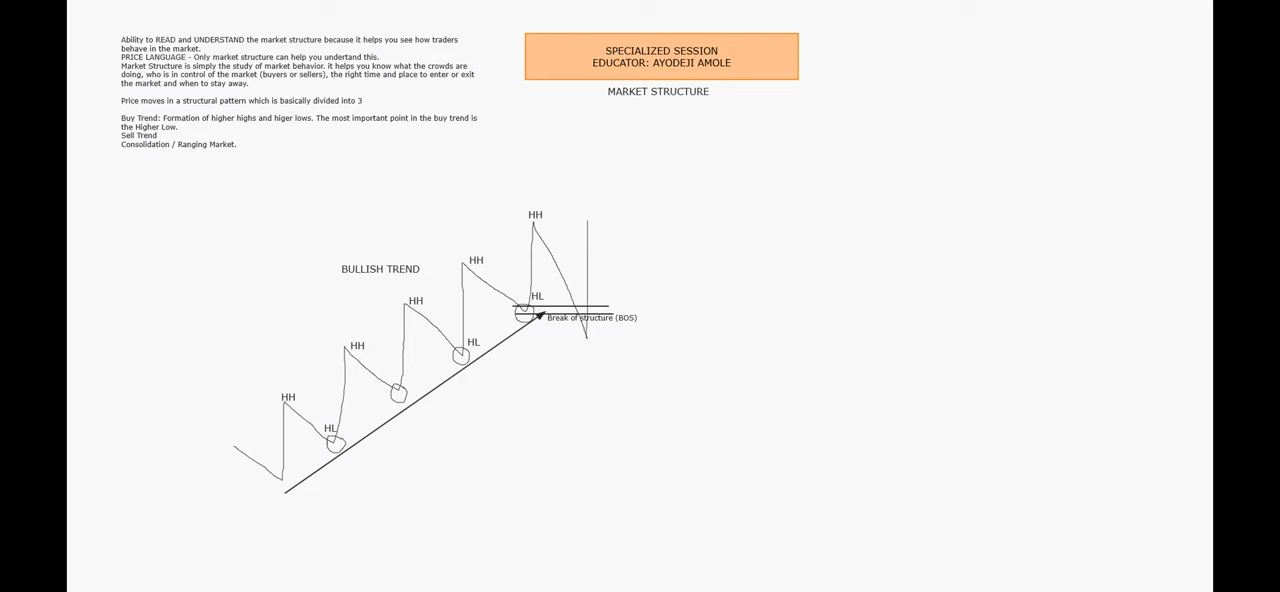 Ability to READ and UNDERSTAND the market structure because it helps you see how traders
behave in the market.
PRICE LANGUAGE - Only market structure can help you undertand this.
Market Structure is simply the study of market behavior. it helps you know what the crowds are
doing, who is in control of the market (buyers or sellers), the right time and place to enter or exit
the market and when to stay away.
Price moves in a structural pattern which is basically divided into 3
Buy Trend: Formation of higher highs and higer lows. The most important point in the buy trend is
the Higher Low.
Sell Trend
Consolidation / Ranging Market.
SPECIALIZED SESSION
EDUCATOR: AYODEJI AMOLE
MARKET STRUCTURE
HH
HH
BULLISH TREND
HL
HH
Break of structure (BOS)
HL
HH
HH
HL